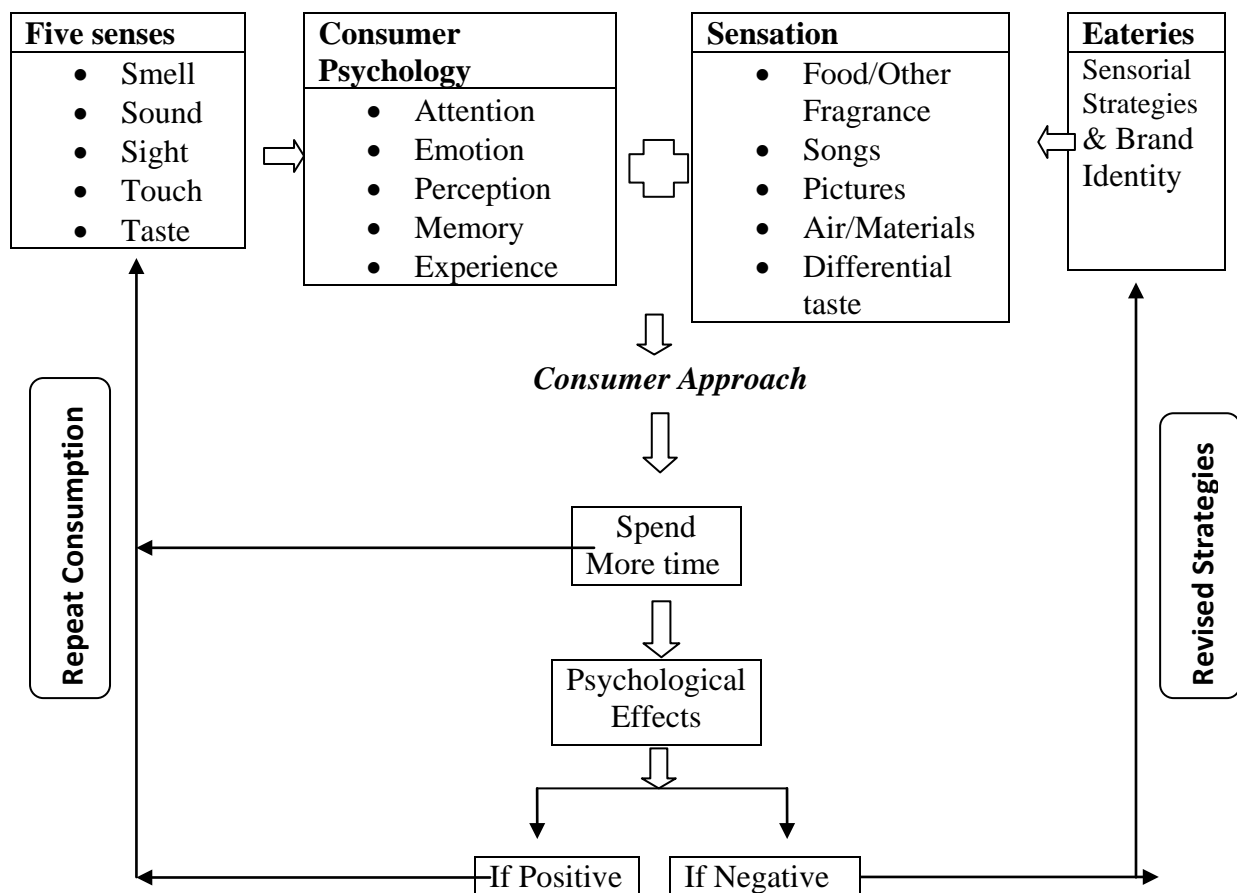 Five senses
• Smell
• Sound
• Sight
• Touch
• Taste
Consumer
Psychology
• Attention
• Emotion
• Perception
• Memory
• Experience
Sensation
• Food/Other
Fragrance
• Songs
• Pictures
• Air/Materials
• Differential
taste
Eateries
Sensorial
Strategies
& Brand
Identity
Consumer Approach
Repeat Consumption
Revised Strategies
Spend
More time
Psychological
Effects
If Positive
If Negative